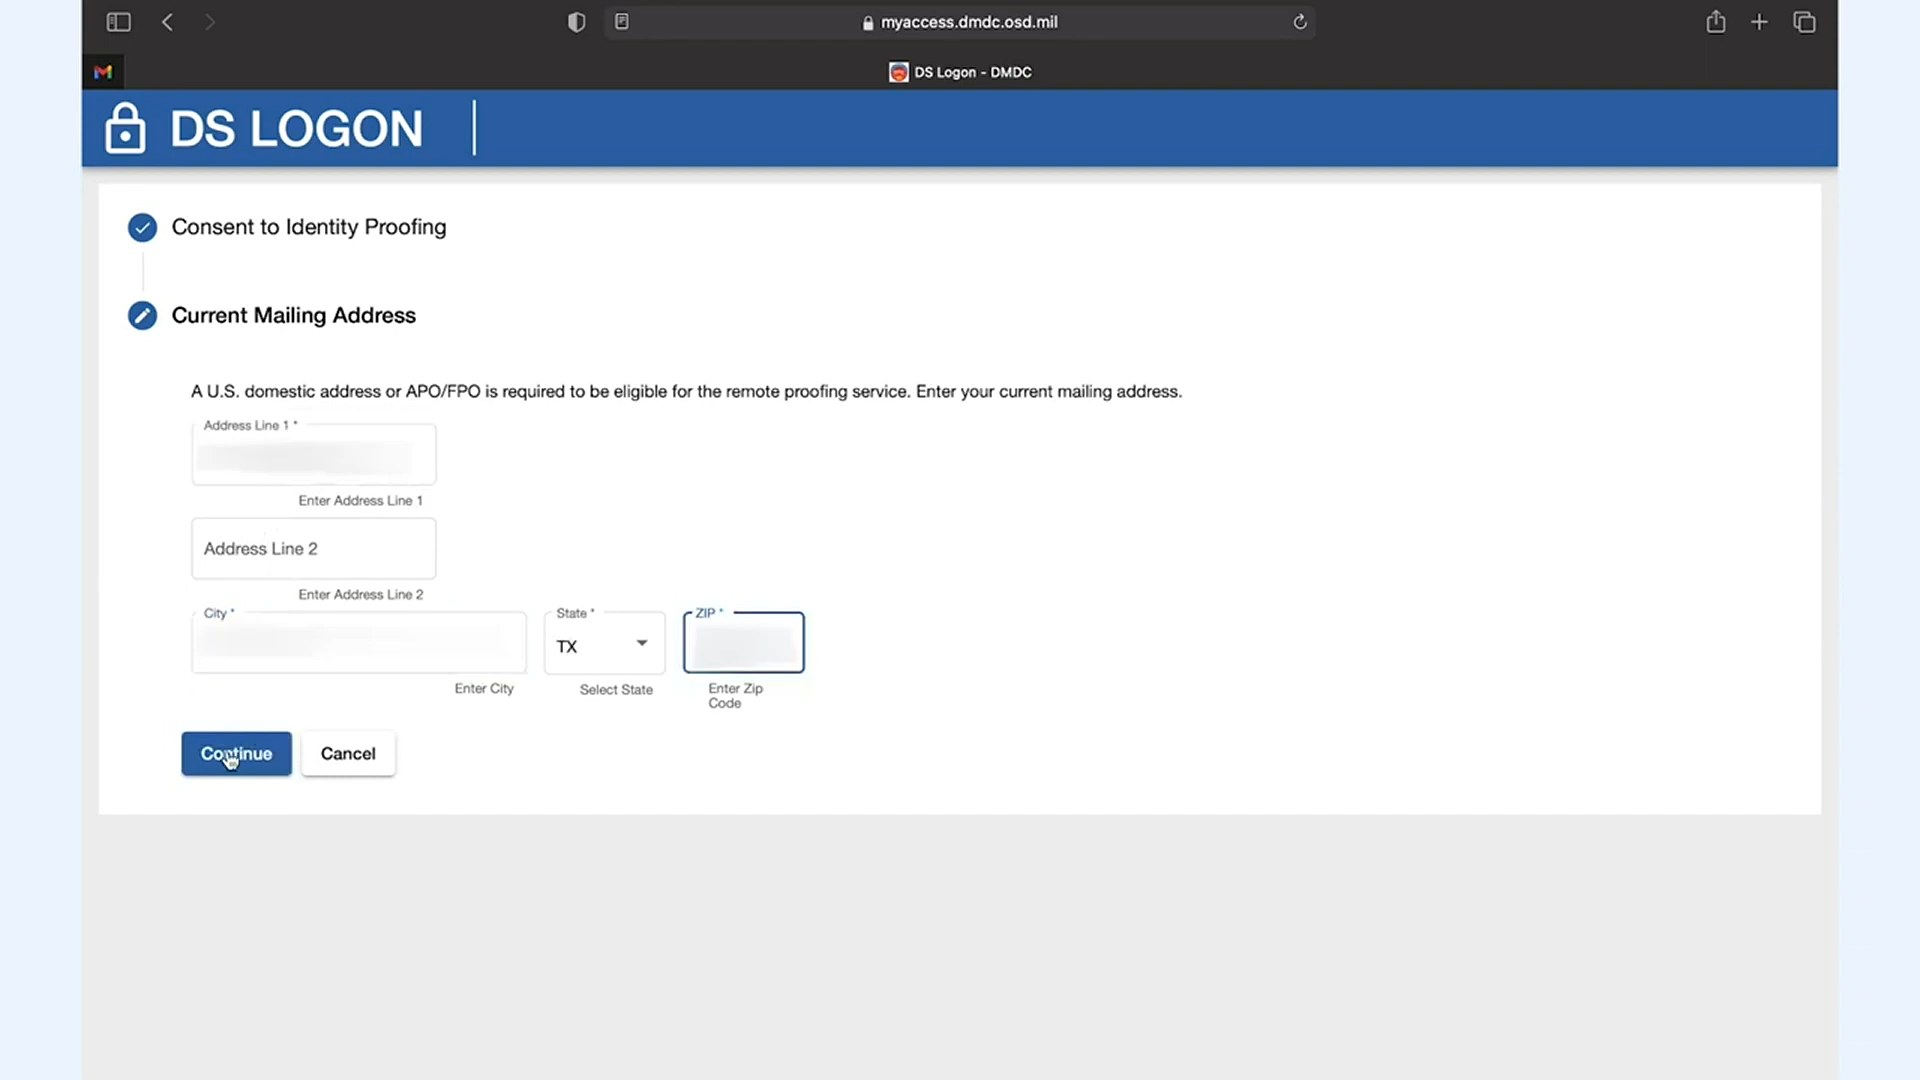 myaccess.dmdc.osd.mil
DS Logon - DMDC
DS LOGON
Consent to Identity Proofing
Current Mailing Address
A U.S. domestic address or APO/FPO is required to be eligible for the remote proofing service. Enter your current mailing address.
Address Line 1 *
Enter Address Line 1
Address Line 2
Enter Address Line 2
City *
State *
ZIP *
TX
Enter City
Select State
Enter Zip
Code
Continue
Cancel